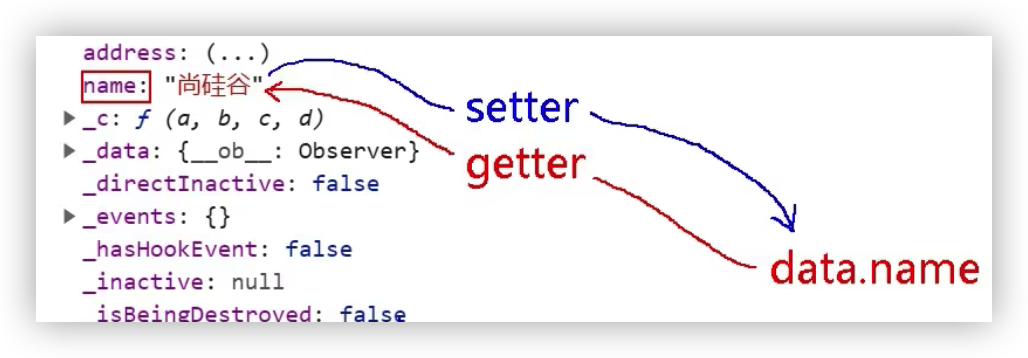 address: (...)
name: "尚硅谷"
setter
_c: ƒ (a, b, c, d)
_data: {__ob__: Observer}
getter
_directInactive: false
_events: {}
_hasHookEvent: false
data.name
_inactive: null
_isBeingDestroyed: false